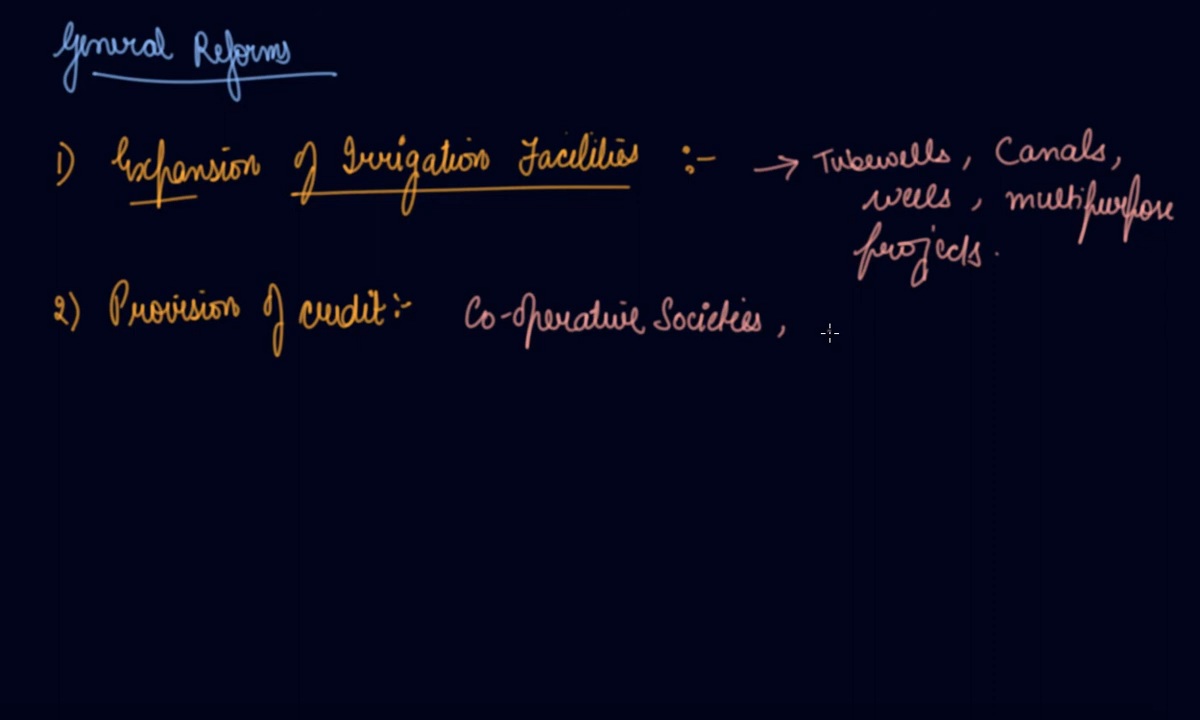 General Reforms
1) Expansion of Irrigation Facilities :- → Tubewells, Canals,
wells, multipurpose
projects.
2) Provision of credit :- Co-operative Societies,